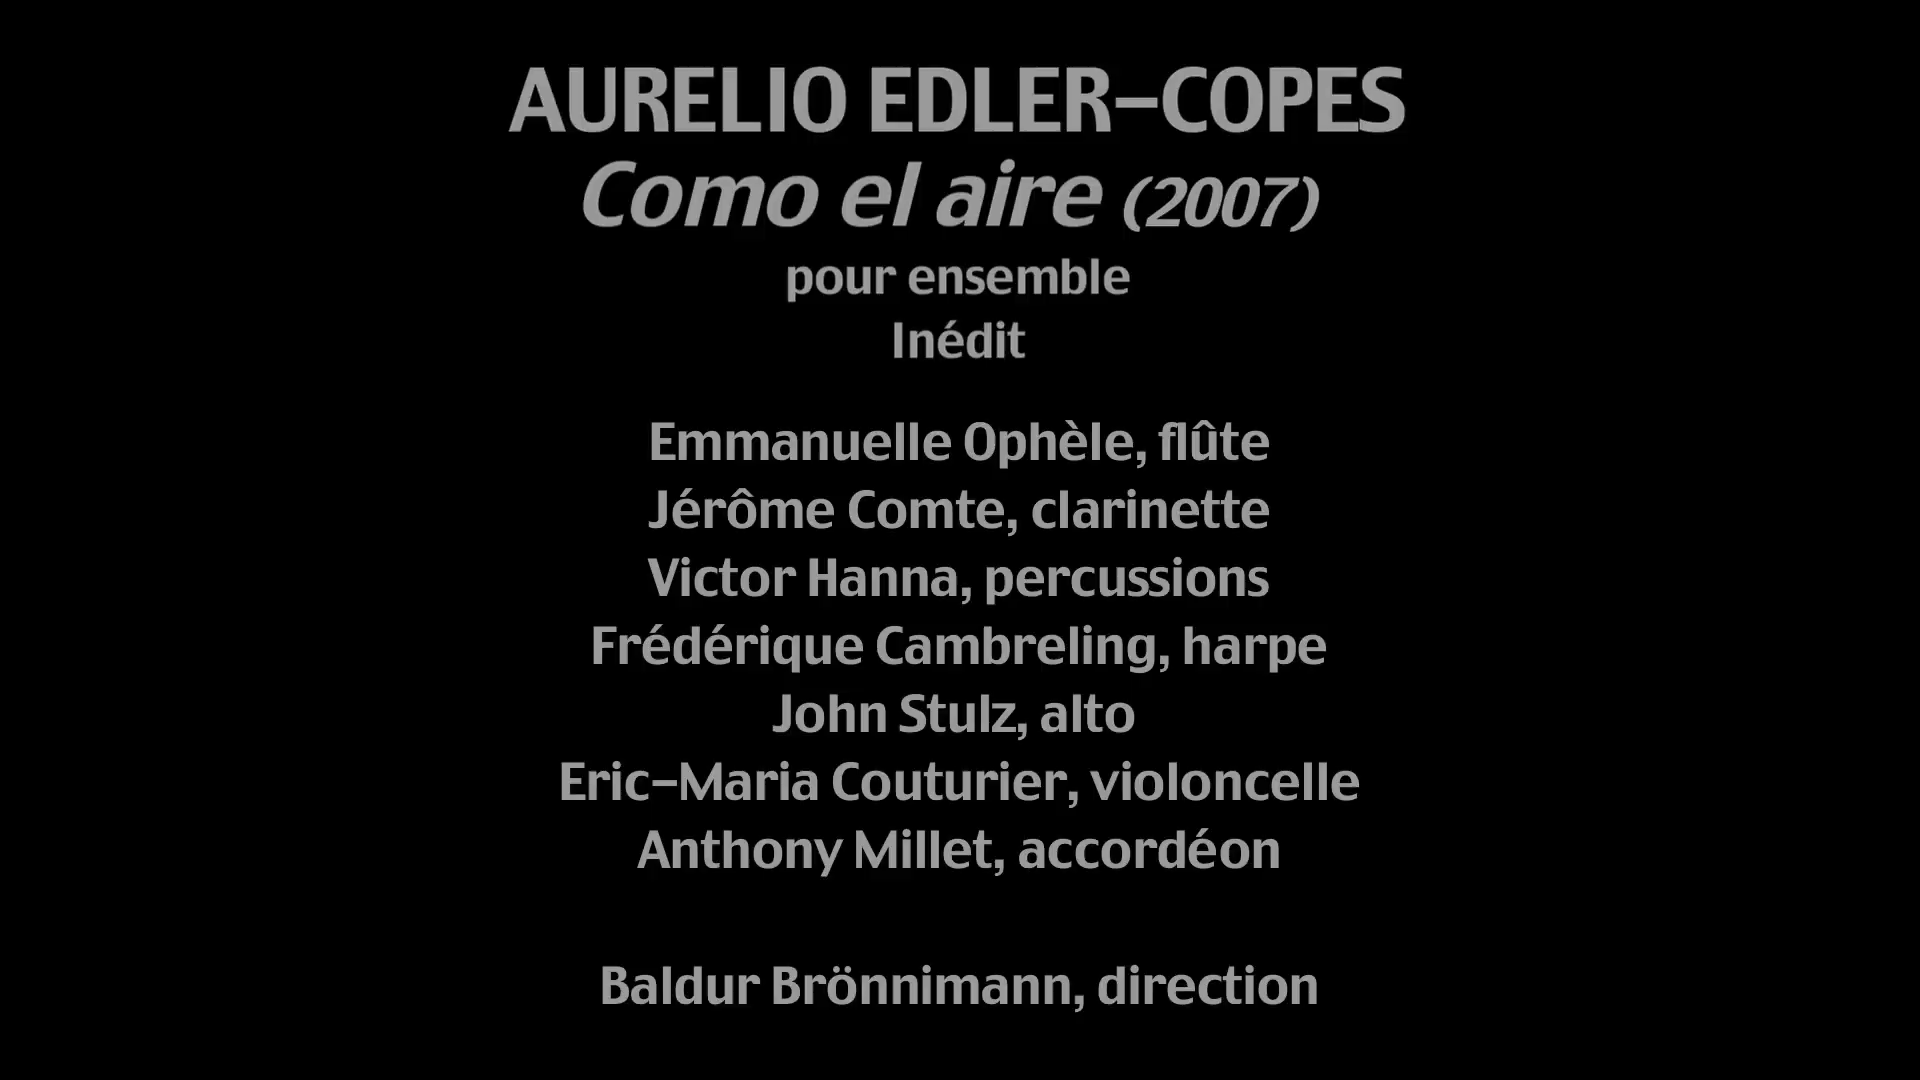 AURELIO EDLER-COPES
Como el aire (2007)
pour ensemble
Inédit
Emmanuelle Ophèle, flûte
Jérôme Comte, clarinette
Victor Hanna, percussions
Frédérique Cambreling, harpe
John Stulz, alto
Eric-Maria Couturier, violoncelle
Anthony Millet, accordéon
Baldur Brönnimann, direction